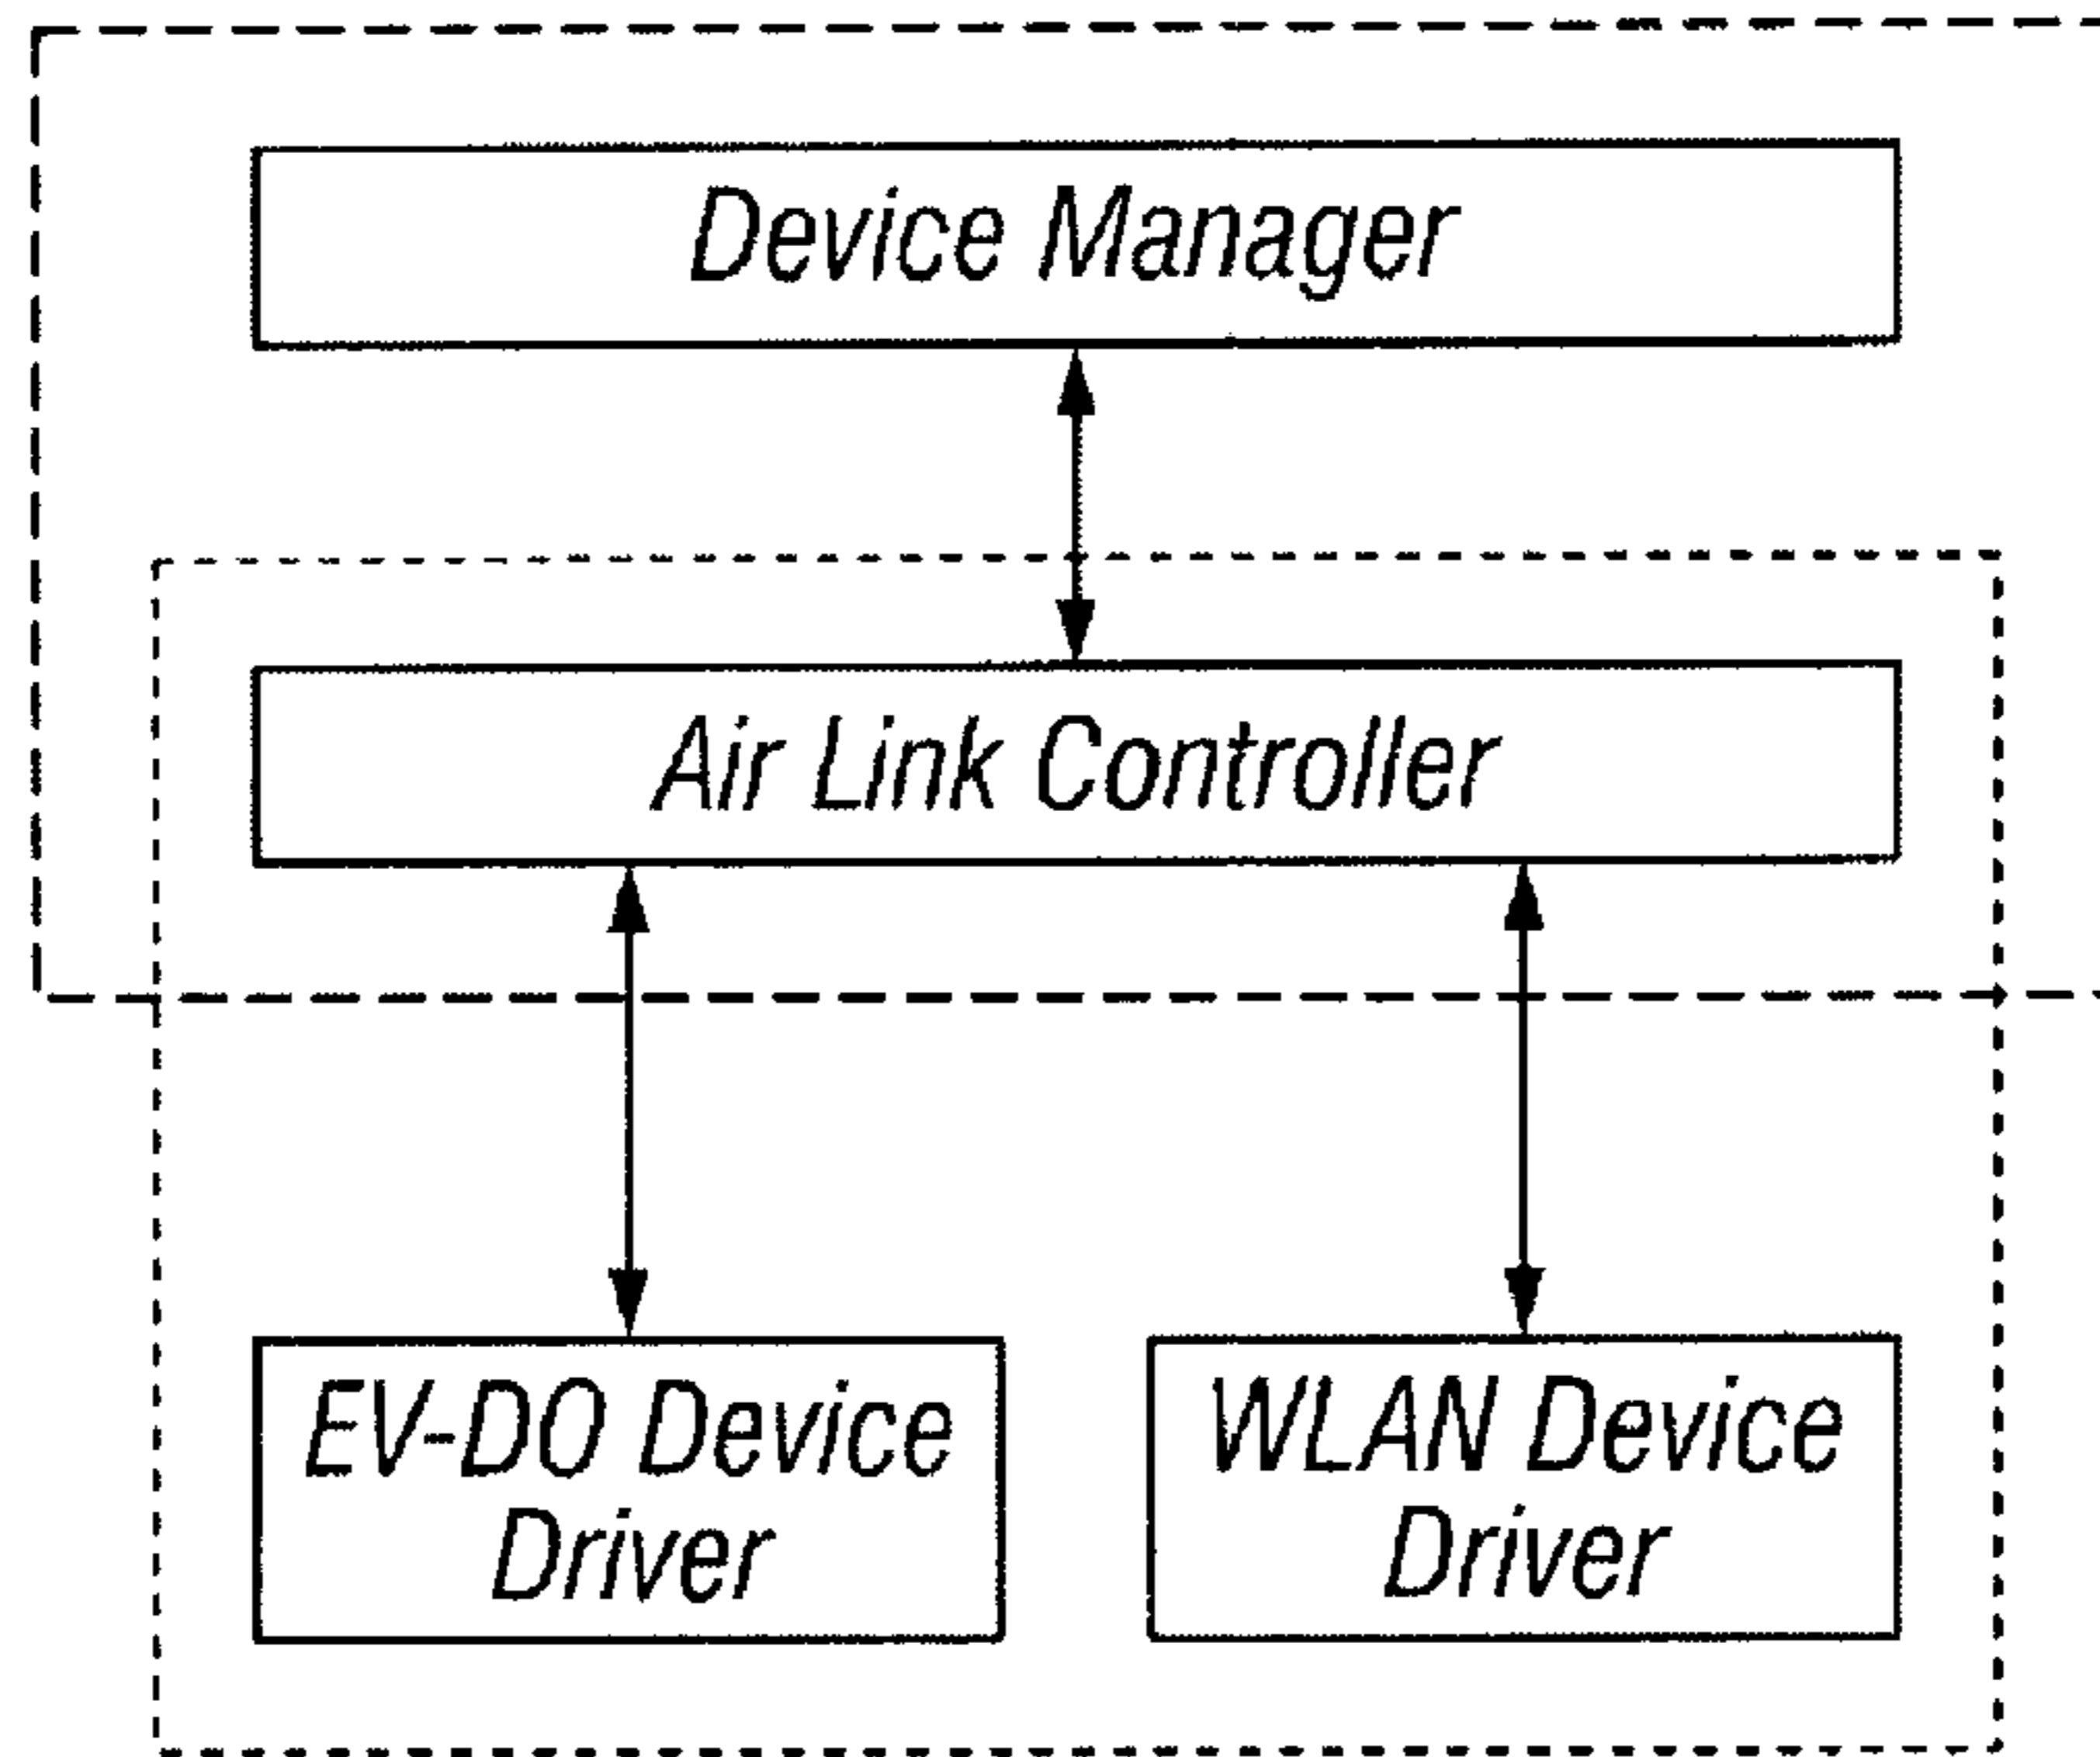 Device Manager
Air Link Controller
EV-DO Device
Driver
WLAN Device
Driver